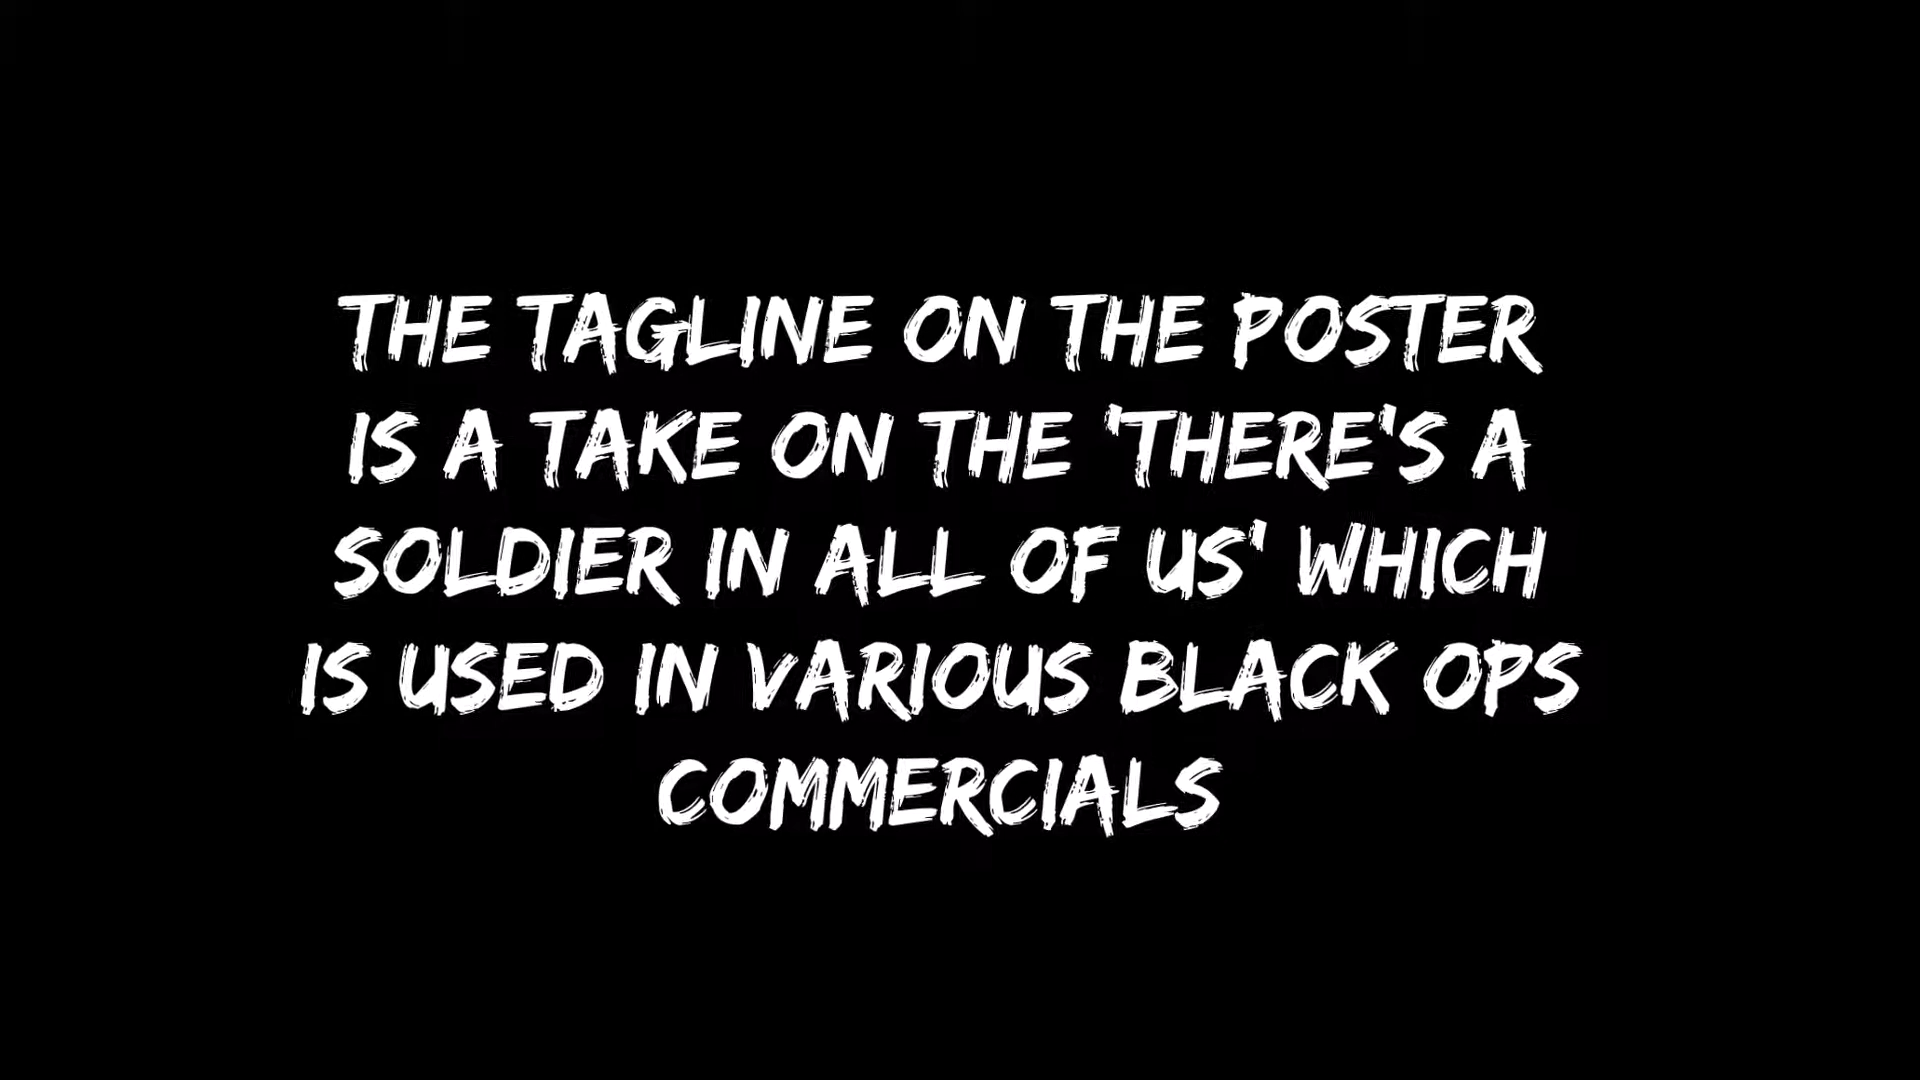 THE TAGLINE ON THE POSTER
IS A TAKE ON THE 'THERE'S A
SOLDIER IN ALL OF US' WHICH
IS USED IN VARIOUS BLACK OPS
COMMERCIALS